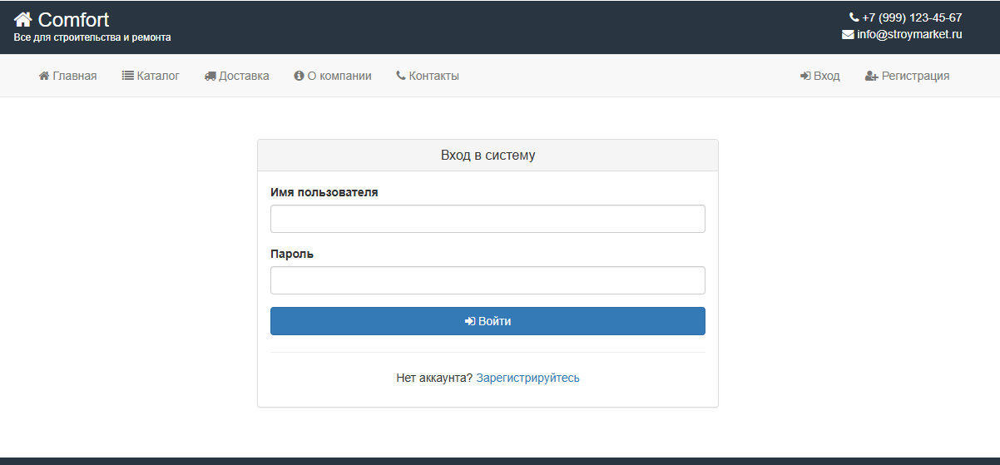 Comfort
Все для строительства и ремонта
+7 (999) 123-45-67
info@stroymarket.ru
Главная Каталог Доставка О компании Контакты Вход Регистрация
Вход в систему
Имя пользователя
Пароль
Войти
Нет аккаунта? Зарегистрируйтесь